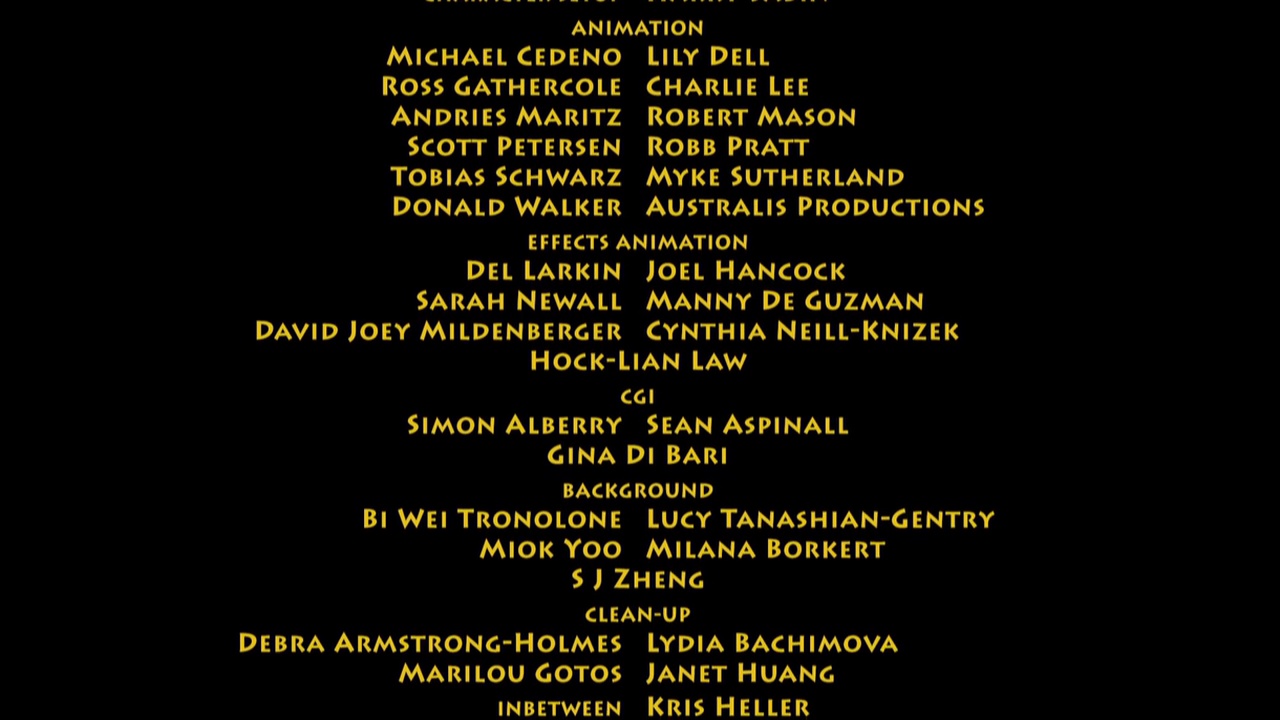 ANIMATION
MICHAEL CEDENO LILY DELL
ROSS GATHERCOLE CHARLIE LEE
ANDRIES MARITZ ROBERT MASON
SCOTT PETERSEN ROBB PRATT
TOBIAS SCHWARZ MYKE SUTHERLAND
DONALD WALKER AUSTRALIS PRODUCTIONS
EFFECTS ANIMATION
DEL LARKIN JOEL HANCOCK
SARAH NEWALL MANNY DE GUZMAN
DAVID JOEY MILDENBERGER CYNTHIA NEILL-KNIZEK
HOCK-LIAN LAW
CGI
SIMON ALBERRY SEAN ASPINALL
GINA DI BARI
BACKGROUND
BI WEI TRONOLONE LUCY TANASHIAN-GENTRY
MIOK YOO MILANA BORKERT
S J ZHENG
CLEAN-UP
DEBRA ARMSTRONG-HOLMES LYDIA BACHIMOVA
MARILOU GOTOS JANET HUANG
INBETWEEN KRIS HELLER